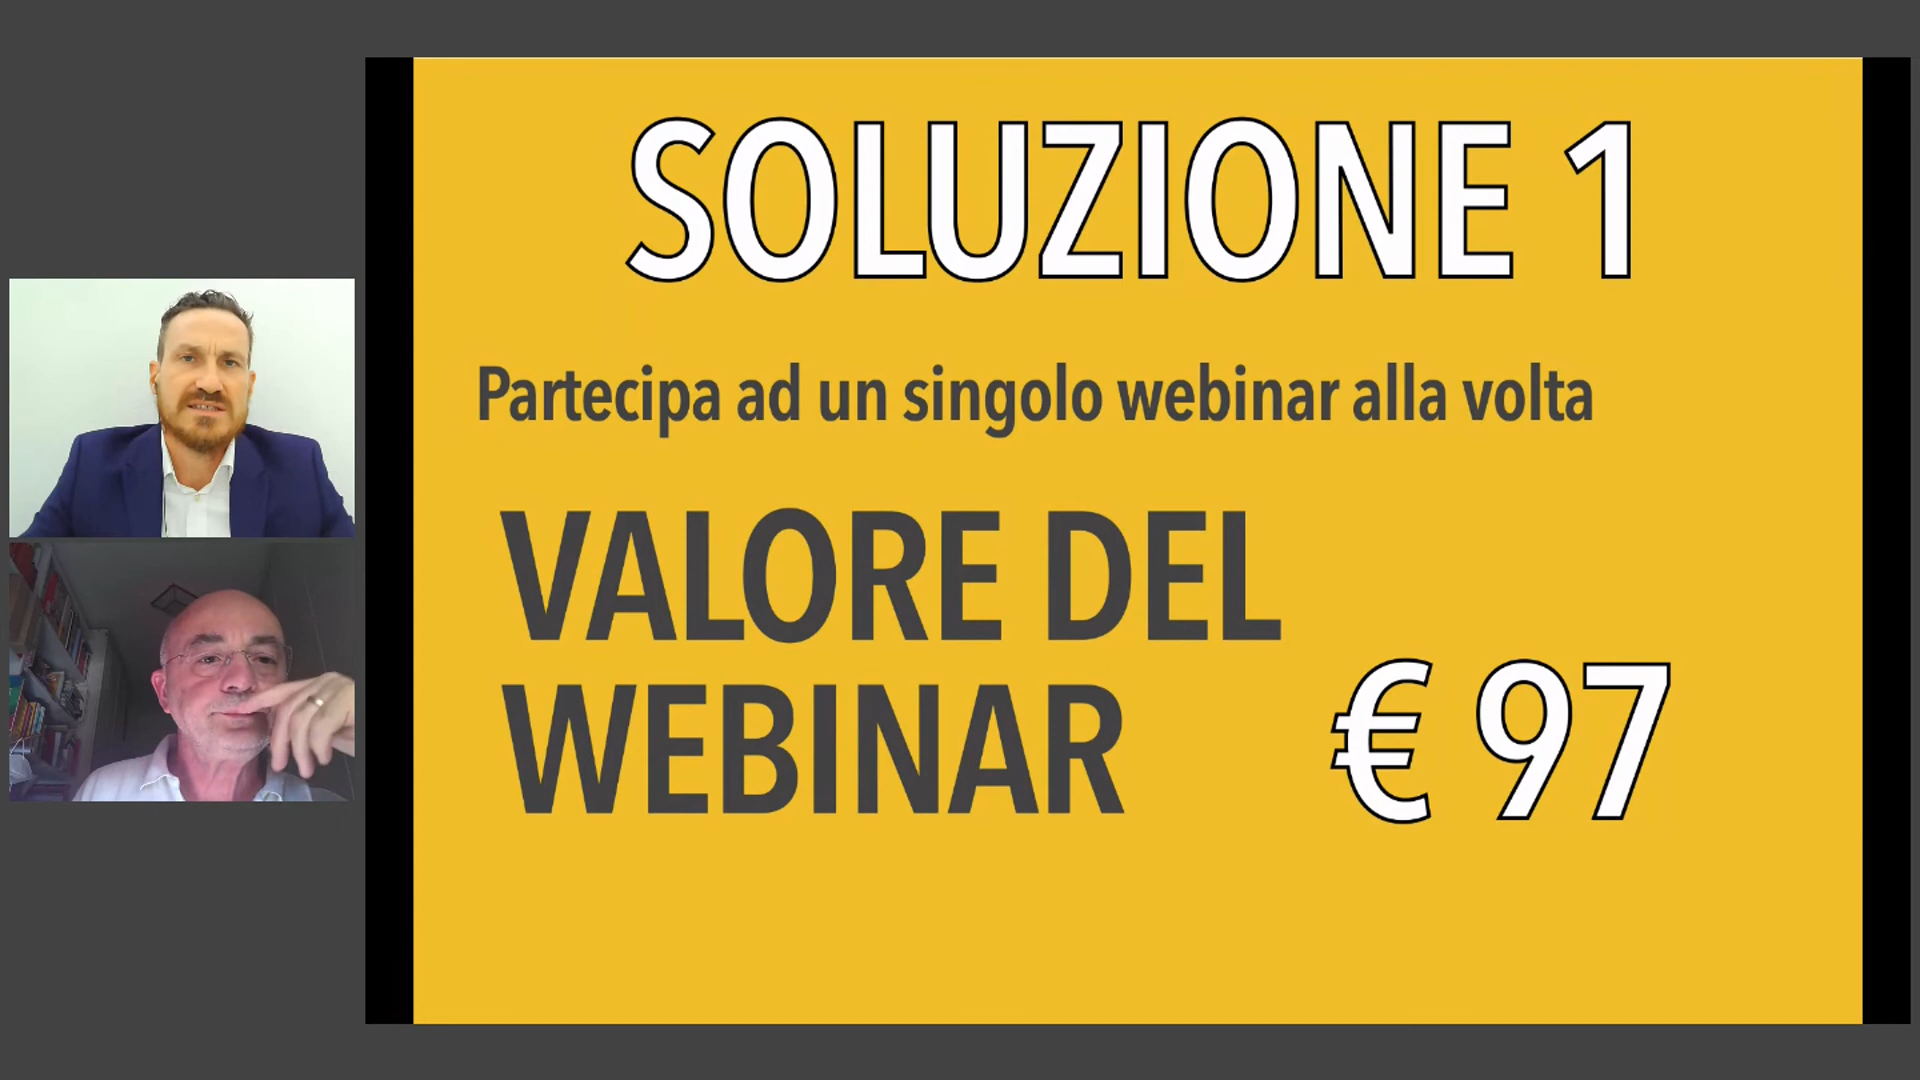 SOLUZIONE 1
Partecipa ad un singolo webinar alla volta
VALORE DEL
WEBINAR € 97